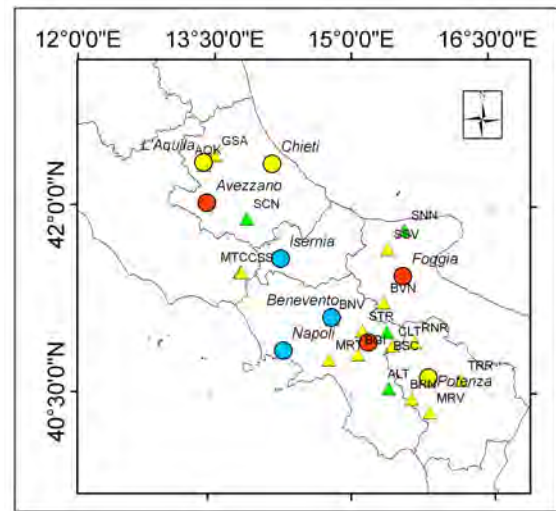 12°0'0"E 13°30'0"E 15°0'0"E 16°30'0"E
42°0'0"N
40°30'0"N
GSA
L'Aquila
AQK
Chieti
Avezzano
SCN
SNN
Isernia
SSV
MTC
CSS
Foggia
BVN
Benevento
BNV
STR
Napoli
CLT
RNR
MRT
BGI
BSC
ALT
TRR
BRN
Potenza
MRV